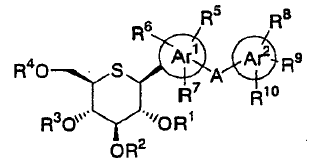 R⁵ R⁸
R⁶ Ar¹ Ar² R⁹
R⁴O S R⁷ A R¹⁰
R³O OR¹
OR²